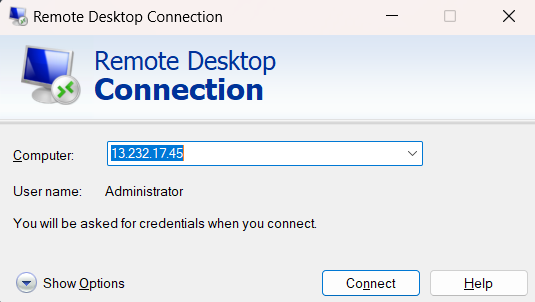 Remote Desktop Connection
Remote Desktop
Connection
Computer: 13.232.17.45
User name: Administrator
You will be asked for credentials when you connect.
Show Options Connect Help